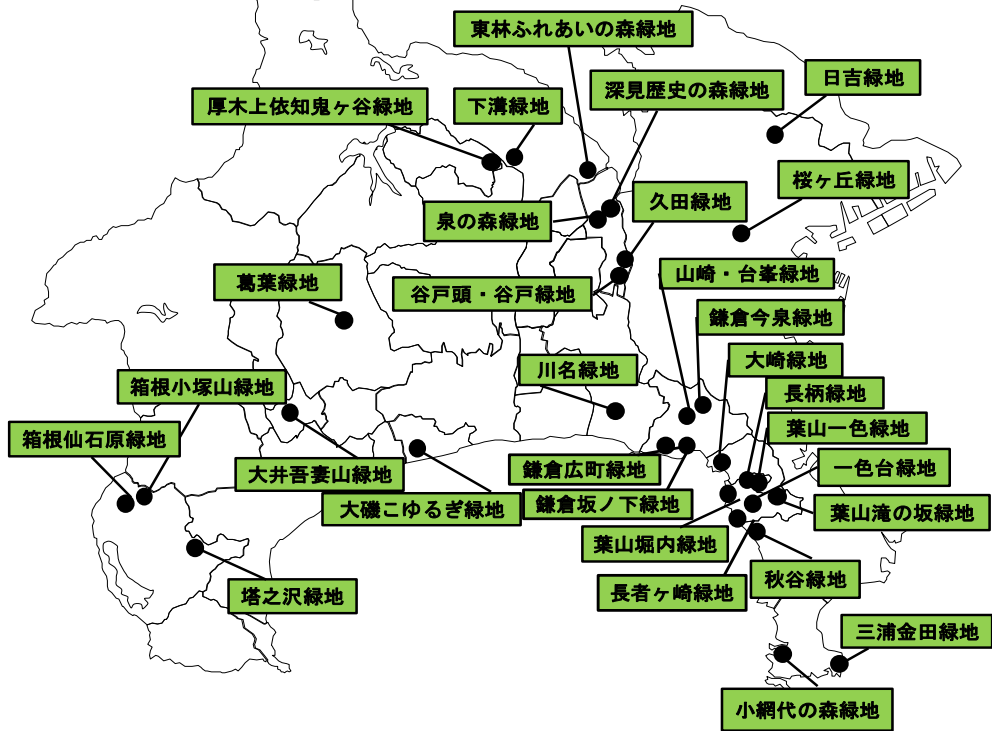 東林ふれあいの森緑地
日吉緑地
深見歴史の森緑地
厚木上依知鬼ヶ谷緑地
下溝緑地
桜ヶ丘緑地
久田緑地
泉の森緑地
山崎・台峯緑地
葛葉緑地
谷戸頭・谷戸緑地
鎌倉今泉緑地
大崎緑地
川名緑地
箱根小塚山緑地
長柄緑地
葉山一色緑地
箱根仙石原緑地
大井吾妻山緑地
鎌倉広町緑地
一色台緑地
大磯こゆるぎ緑地
鎌倉坂ノ下緑地
葉山滝の坂緑地
葉山堀内緑地
秋谷緑地
長者ヶ崎緑地
塔之沢緑地
三浦金田緑地
小網代の森緑地